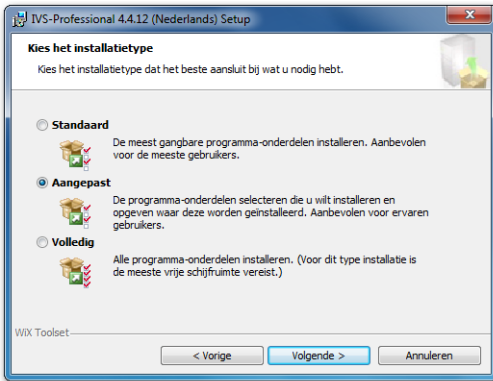 IVS-Professional 4.4.12 (Nederlands) Setup
Kies het installatietype
Kies het installatietype dat het beste aansluit bij wat u nodig hebt.
Standaard
De meest gangbare programma-onderdelen installeren. Aanbevolen
voor de meeste gebruikers.
Aangepast
De programma-onderdelen selecteren die u wilt installeren en
opgeven waar deze worden geïnstalleerd. Aanbevolen voor ervaren
gebruikers.
Volledig
Alle programma-onderdelen installeren. (Voor dit type installatie is
de meeste vrije schijfruimte vereist.)
WiX Toolset
< Vorige
Volgende >
Annuleren